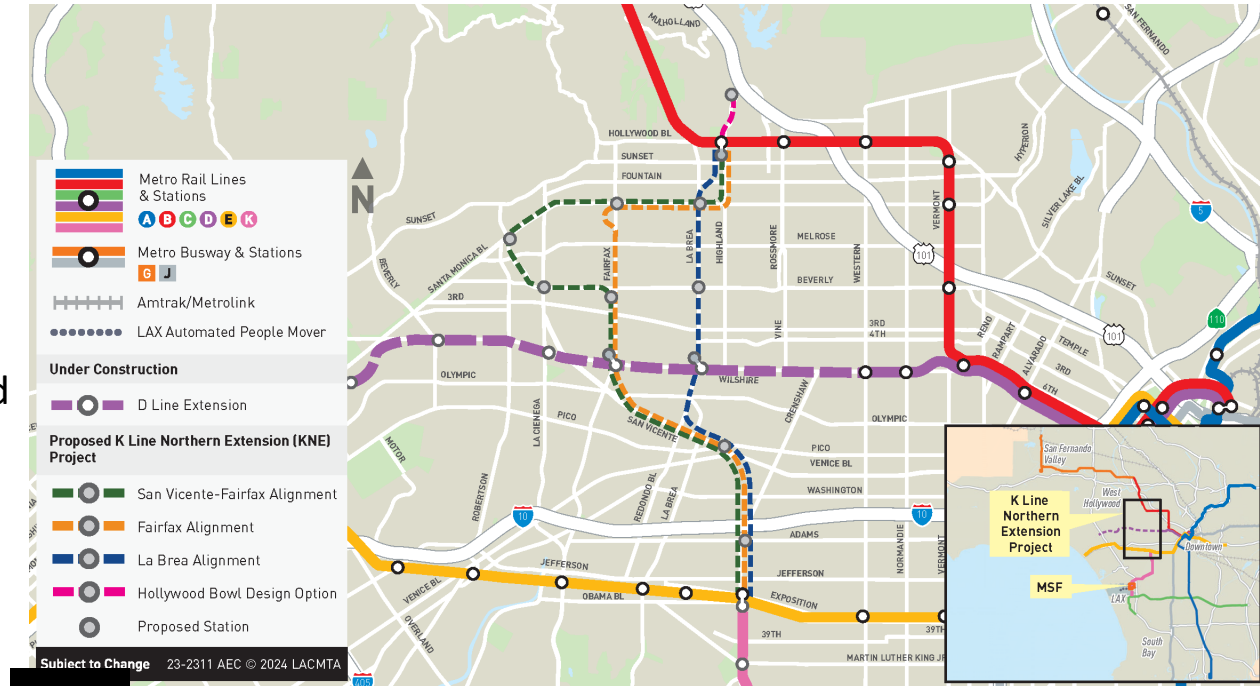 MULHOLLAND
SAN FERNANDO
HOLLYWOOD BL
SUNSET
FOUNTAIN
HYPERION
SILVER LAKE BL
VERMONT
5
101
SUNSET
SANTA MONICA BL
BEVERLY
3RD
FAIRFAX
LA BREA
HIGHLAND
ROSSMORE
MELROSE
WESTERN
BEVERLY
SUNSET
110
101
VINE
3RD
4TH
RENO
RAMPART
ALVARADO
TEMPLE
3RD
6TH
OLYMPIC
WILSHIRE
CRENSHAW
OLYMPIC
LA CIENEGA
PICO
SAN VICENTE
PICO
VENICE BL
MOTOR
ROBERTSON
REDONDO BL
LA BREA
WASHINGTON
10
10
ADAMS
NORMANDIE
VERMONT
JEFFERSON
JEFFERSON
VENICE BL
OBAMA BL
EXPOSITION
OVERLAND
39TH
39TH
MARTIN LUTHER KING JR
405
N
d
Metro Rail Lines
& Stations
A B C D E K
Metro Busway & Stations
G J
Amtrak/Metrolink
LAX Automated People Mover
Under Construction
D Line Extension
Proposed K Line Northern Extension (KNE)
Project
San Vicente-Fairfax Alignment
Fairfax Alignment
La Brea Alignment
Hollywood Bowl Design Option
Proposed Station
Subject to Change 23-2311 AEC © 2024 LACMTA
San Fernando
Valley
West
Hollywood
K Line
Northern
Extension
Project
Downtown
MSF
LAX
South
Bay